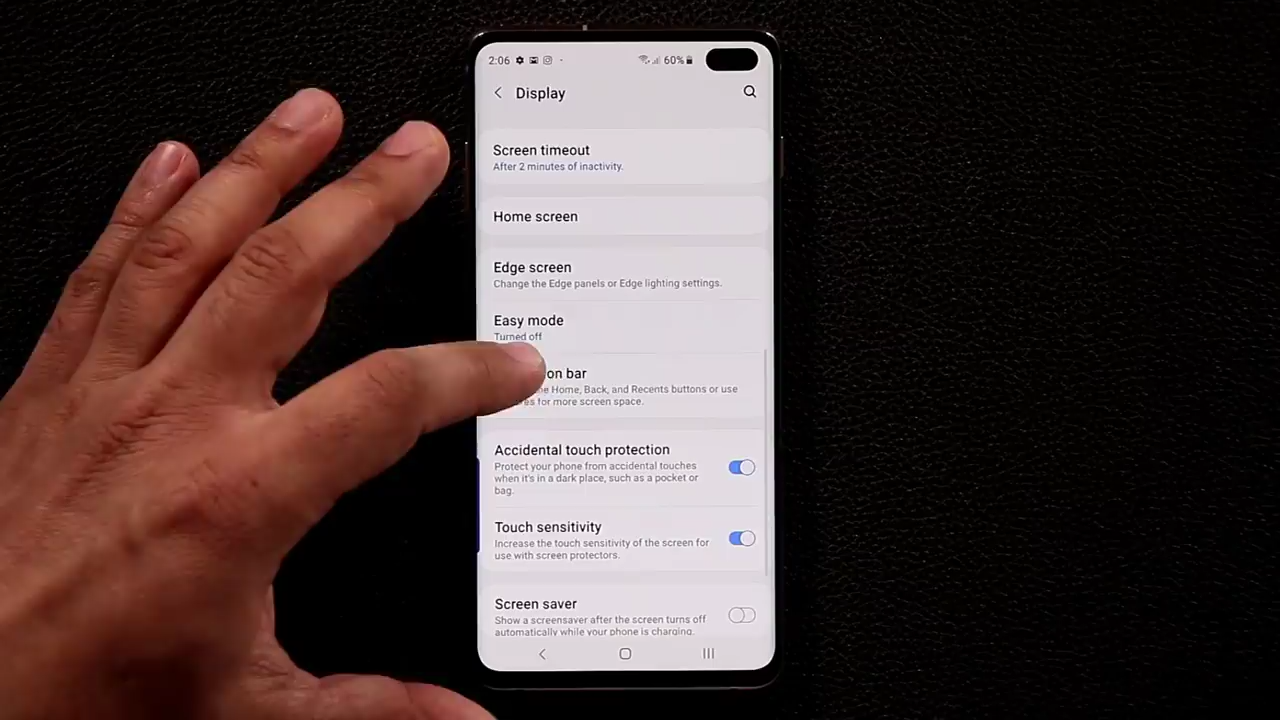 2:06 60%
Display
Screen timeout
After 2 minutes of inactivity.
Home screen
Edge screen
Change the Edge panels or Edge lighting settings.
Easy mode
Turned off
on bar
Home, Back, and Recents buttons or use
for more screen space.
Accidental touch protection
Protect your phone from accidental touches
when it's in a dark place, such as a pocket or
bag.
Touch sensitivity
Increase the touch sensitivity of the screen for
use with screen protectors.
Screen saver
Show a screensaver after the screen turns off
automatically while your phone is charging.